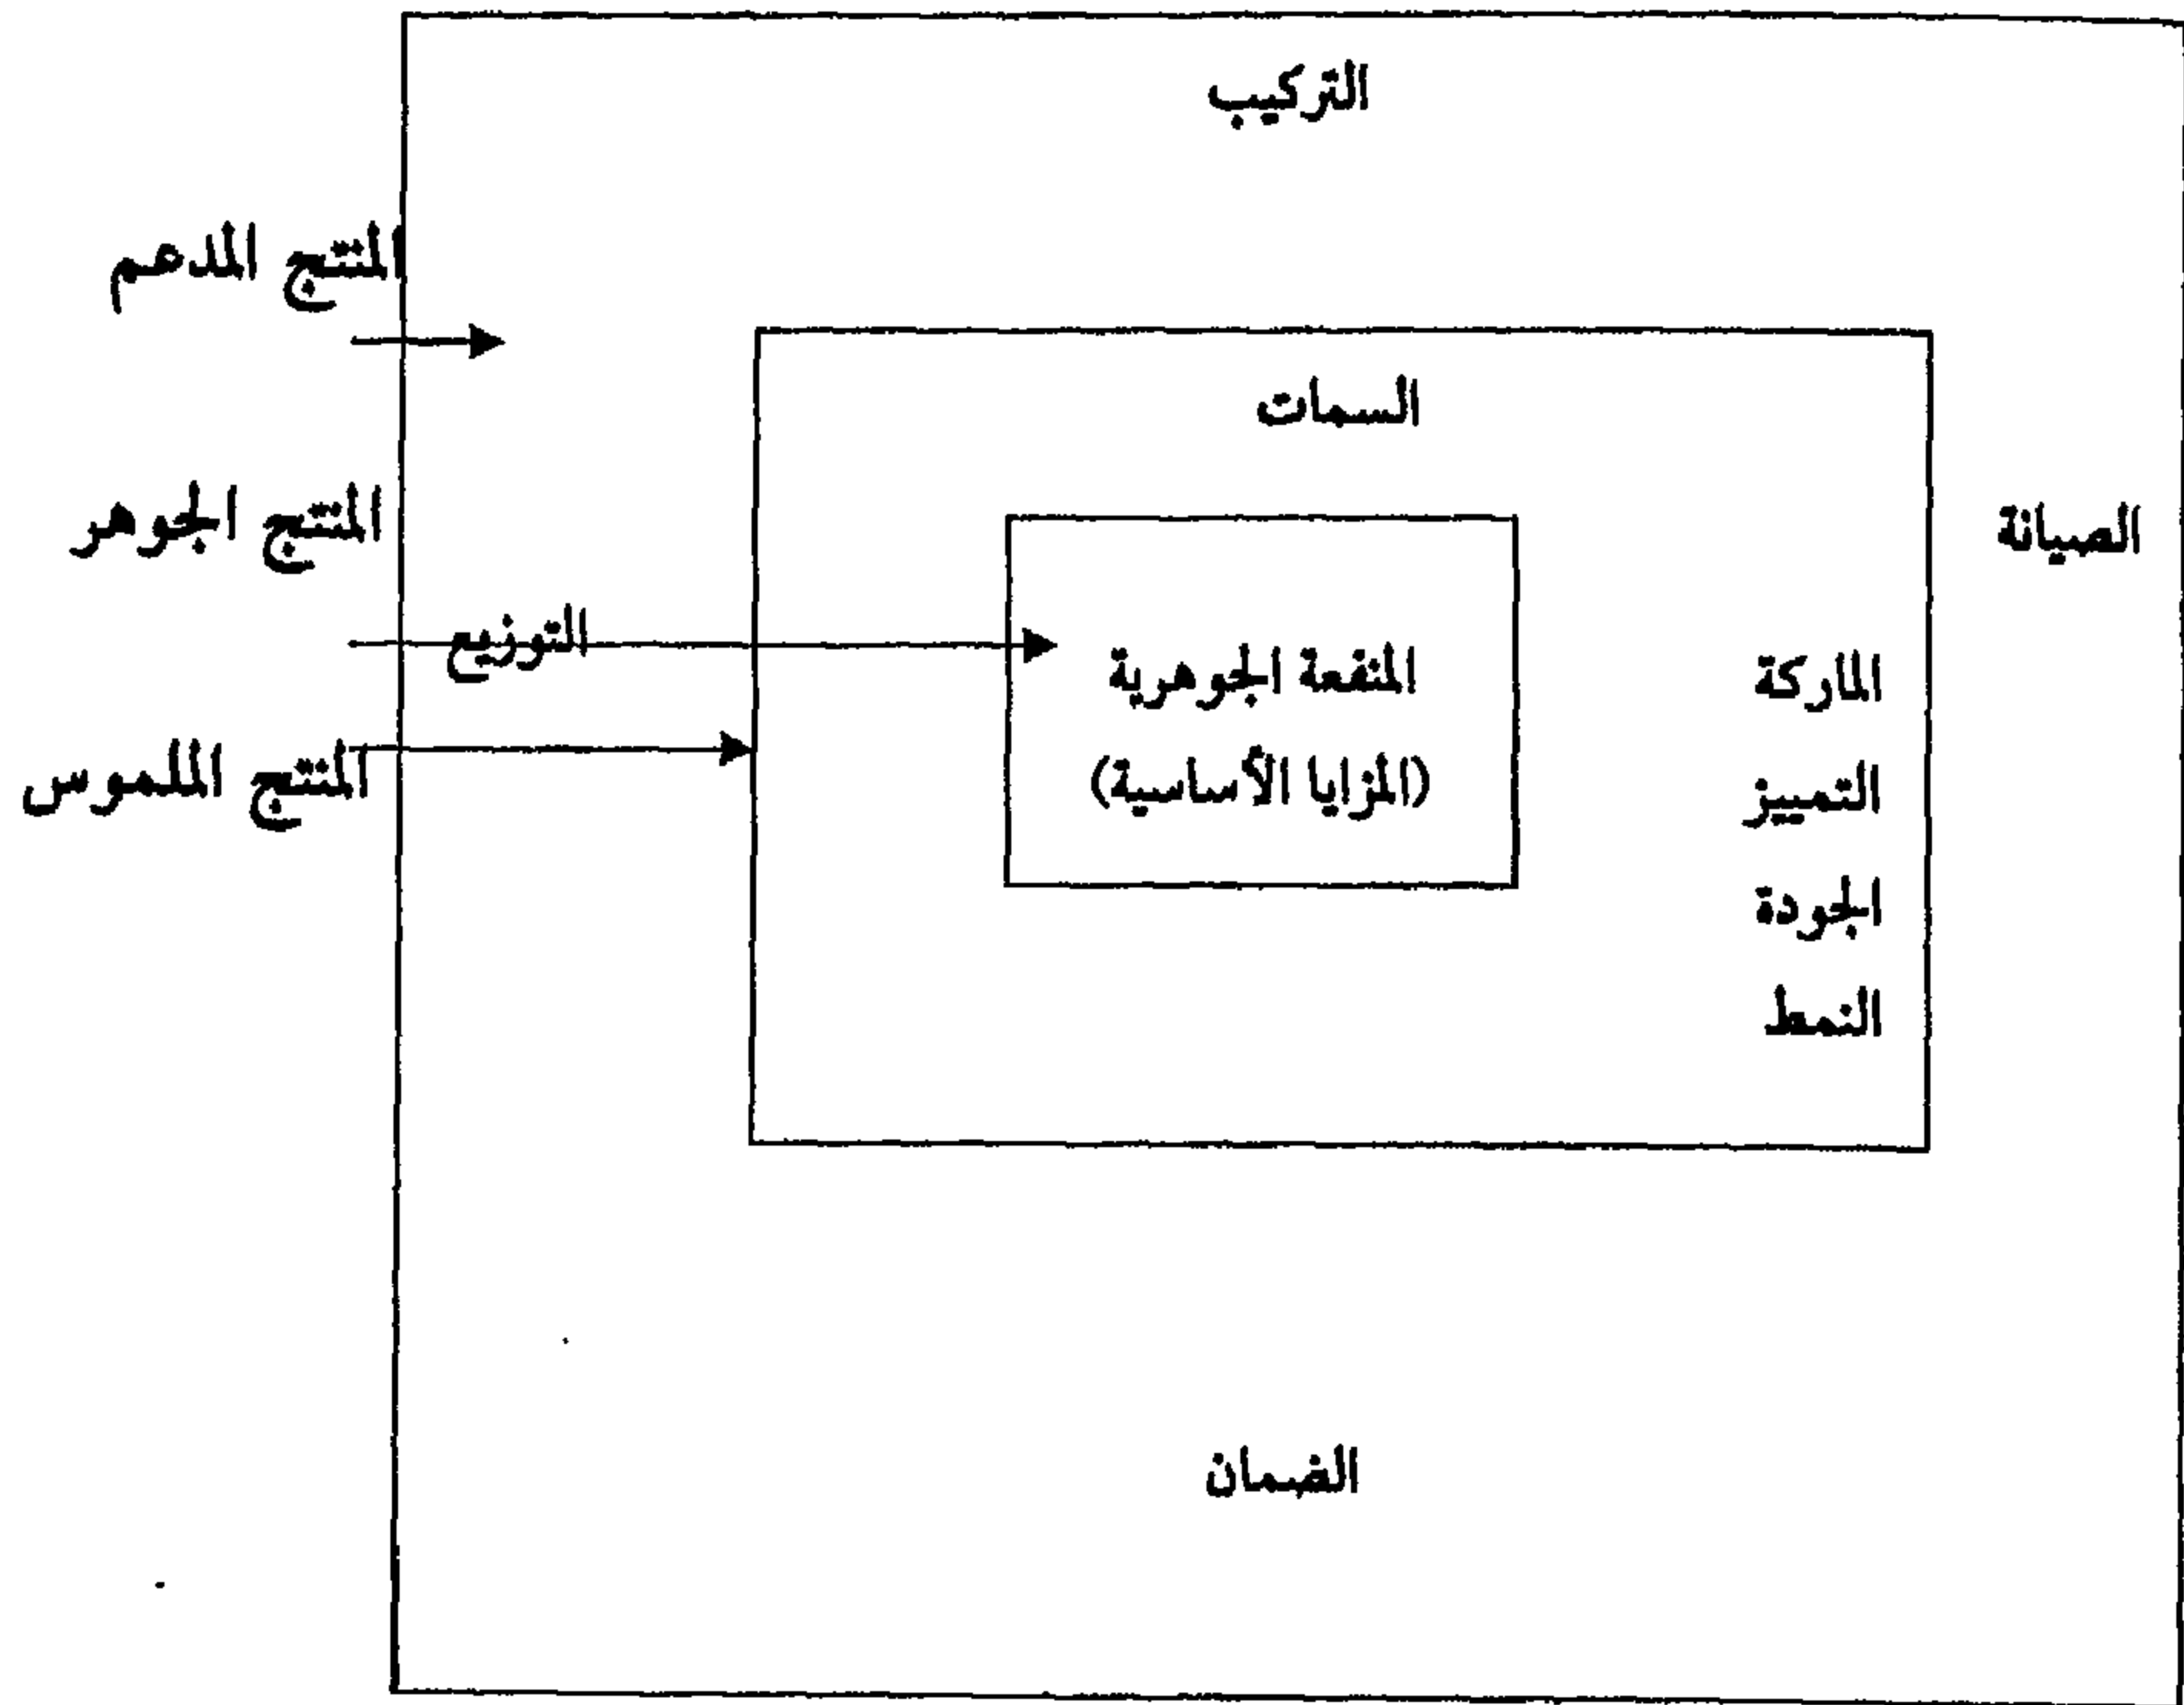 التركيب
المنتج المدعم
السمات
المنتج الجوهر
الصيانة
التوزيع
المنفعة الجوهرية
(المزايا الأساسية)
الماركة
التمييز
الجودة
النمط
المنتج الملموس
الضمان